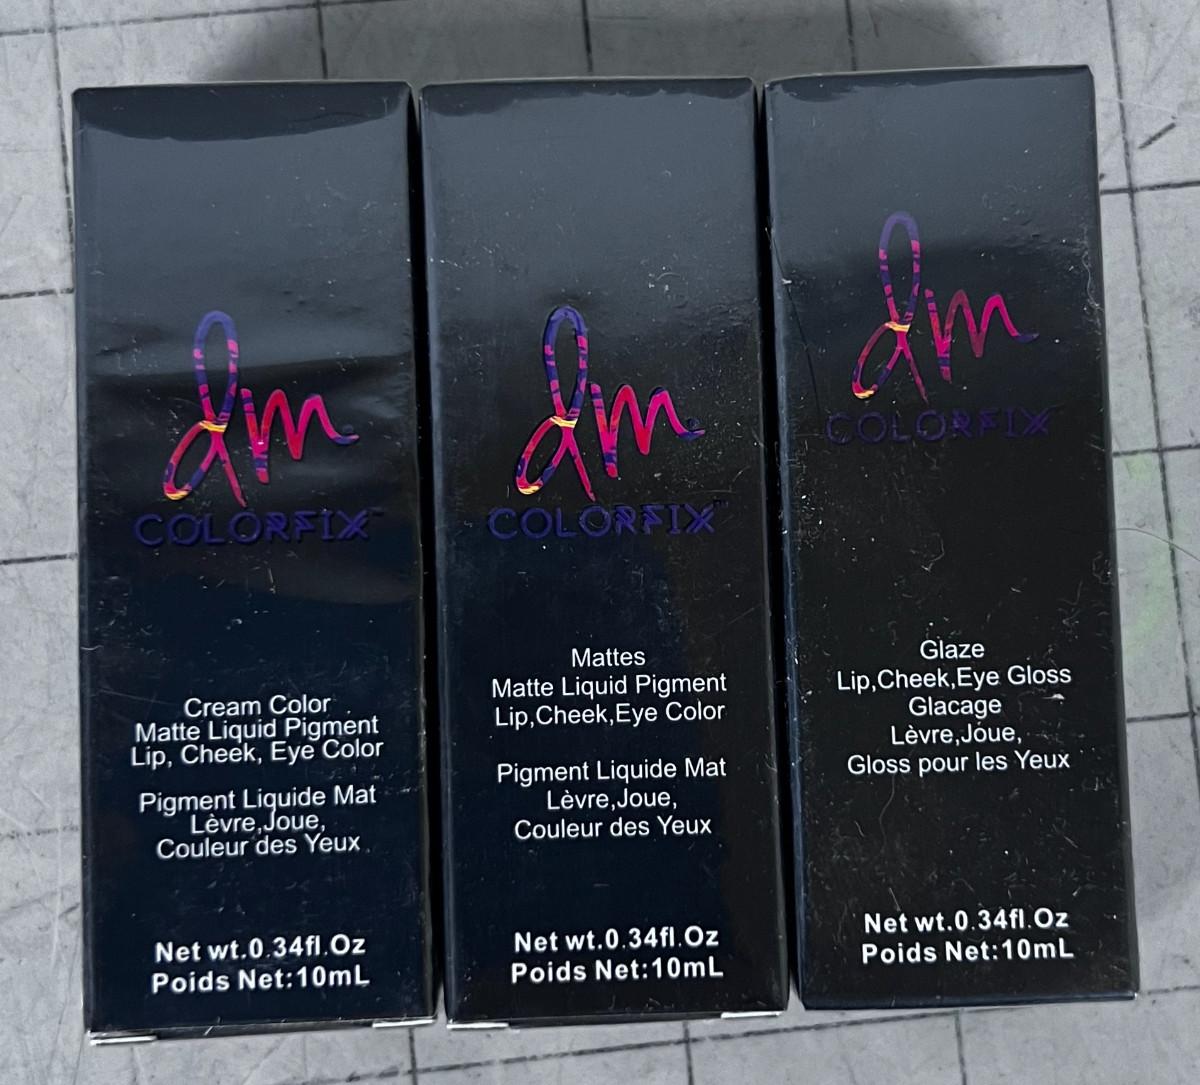 dm
COLORFIX™
Cream Color
Matte Liquid Pigment
Lip, Cheek, Eye Color
Pigment Liquide Mat
Lèvre,Joue,
Couleur des Yeux
Net wt.0.34fl.Oz
Poids Net:10mL
dm
COLORFIX™
Mattes
Matte Liquid Pigment
Lip,Cheek,Eye Color
Pigment Liquide Mat
Lèvre,Joue,
Couleur des Yeux
Net wt.0.34fl.Oz
Poids Net:10mL
dm
COLORFIX
Glaze
Lip,Cheek,Eye Gloss
Glacage
Lèvre,Joue,
Gloss pour les Yeux
Net wt.0.34fl.Oz
Poids Net:10mL